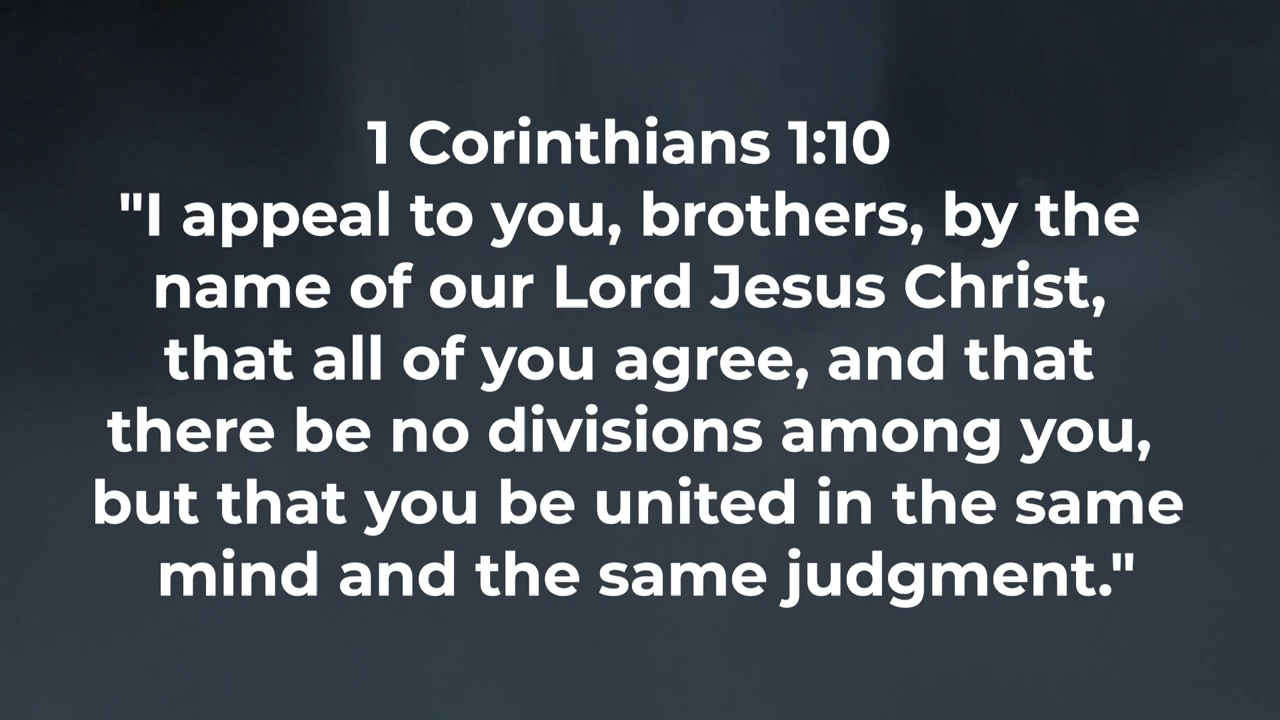 1 Corinthians 1:10
"I appeal to you, brothers, by the
name of our Lord Jesus Christ,
that all of you agree, and that
there be no divisions among you,
but that you be united in the same
mind and the same judgment."